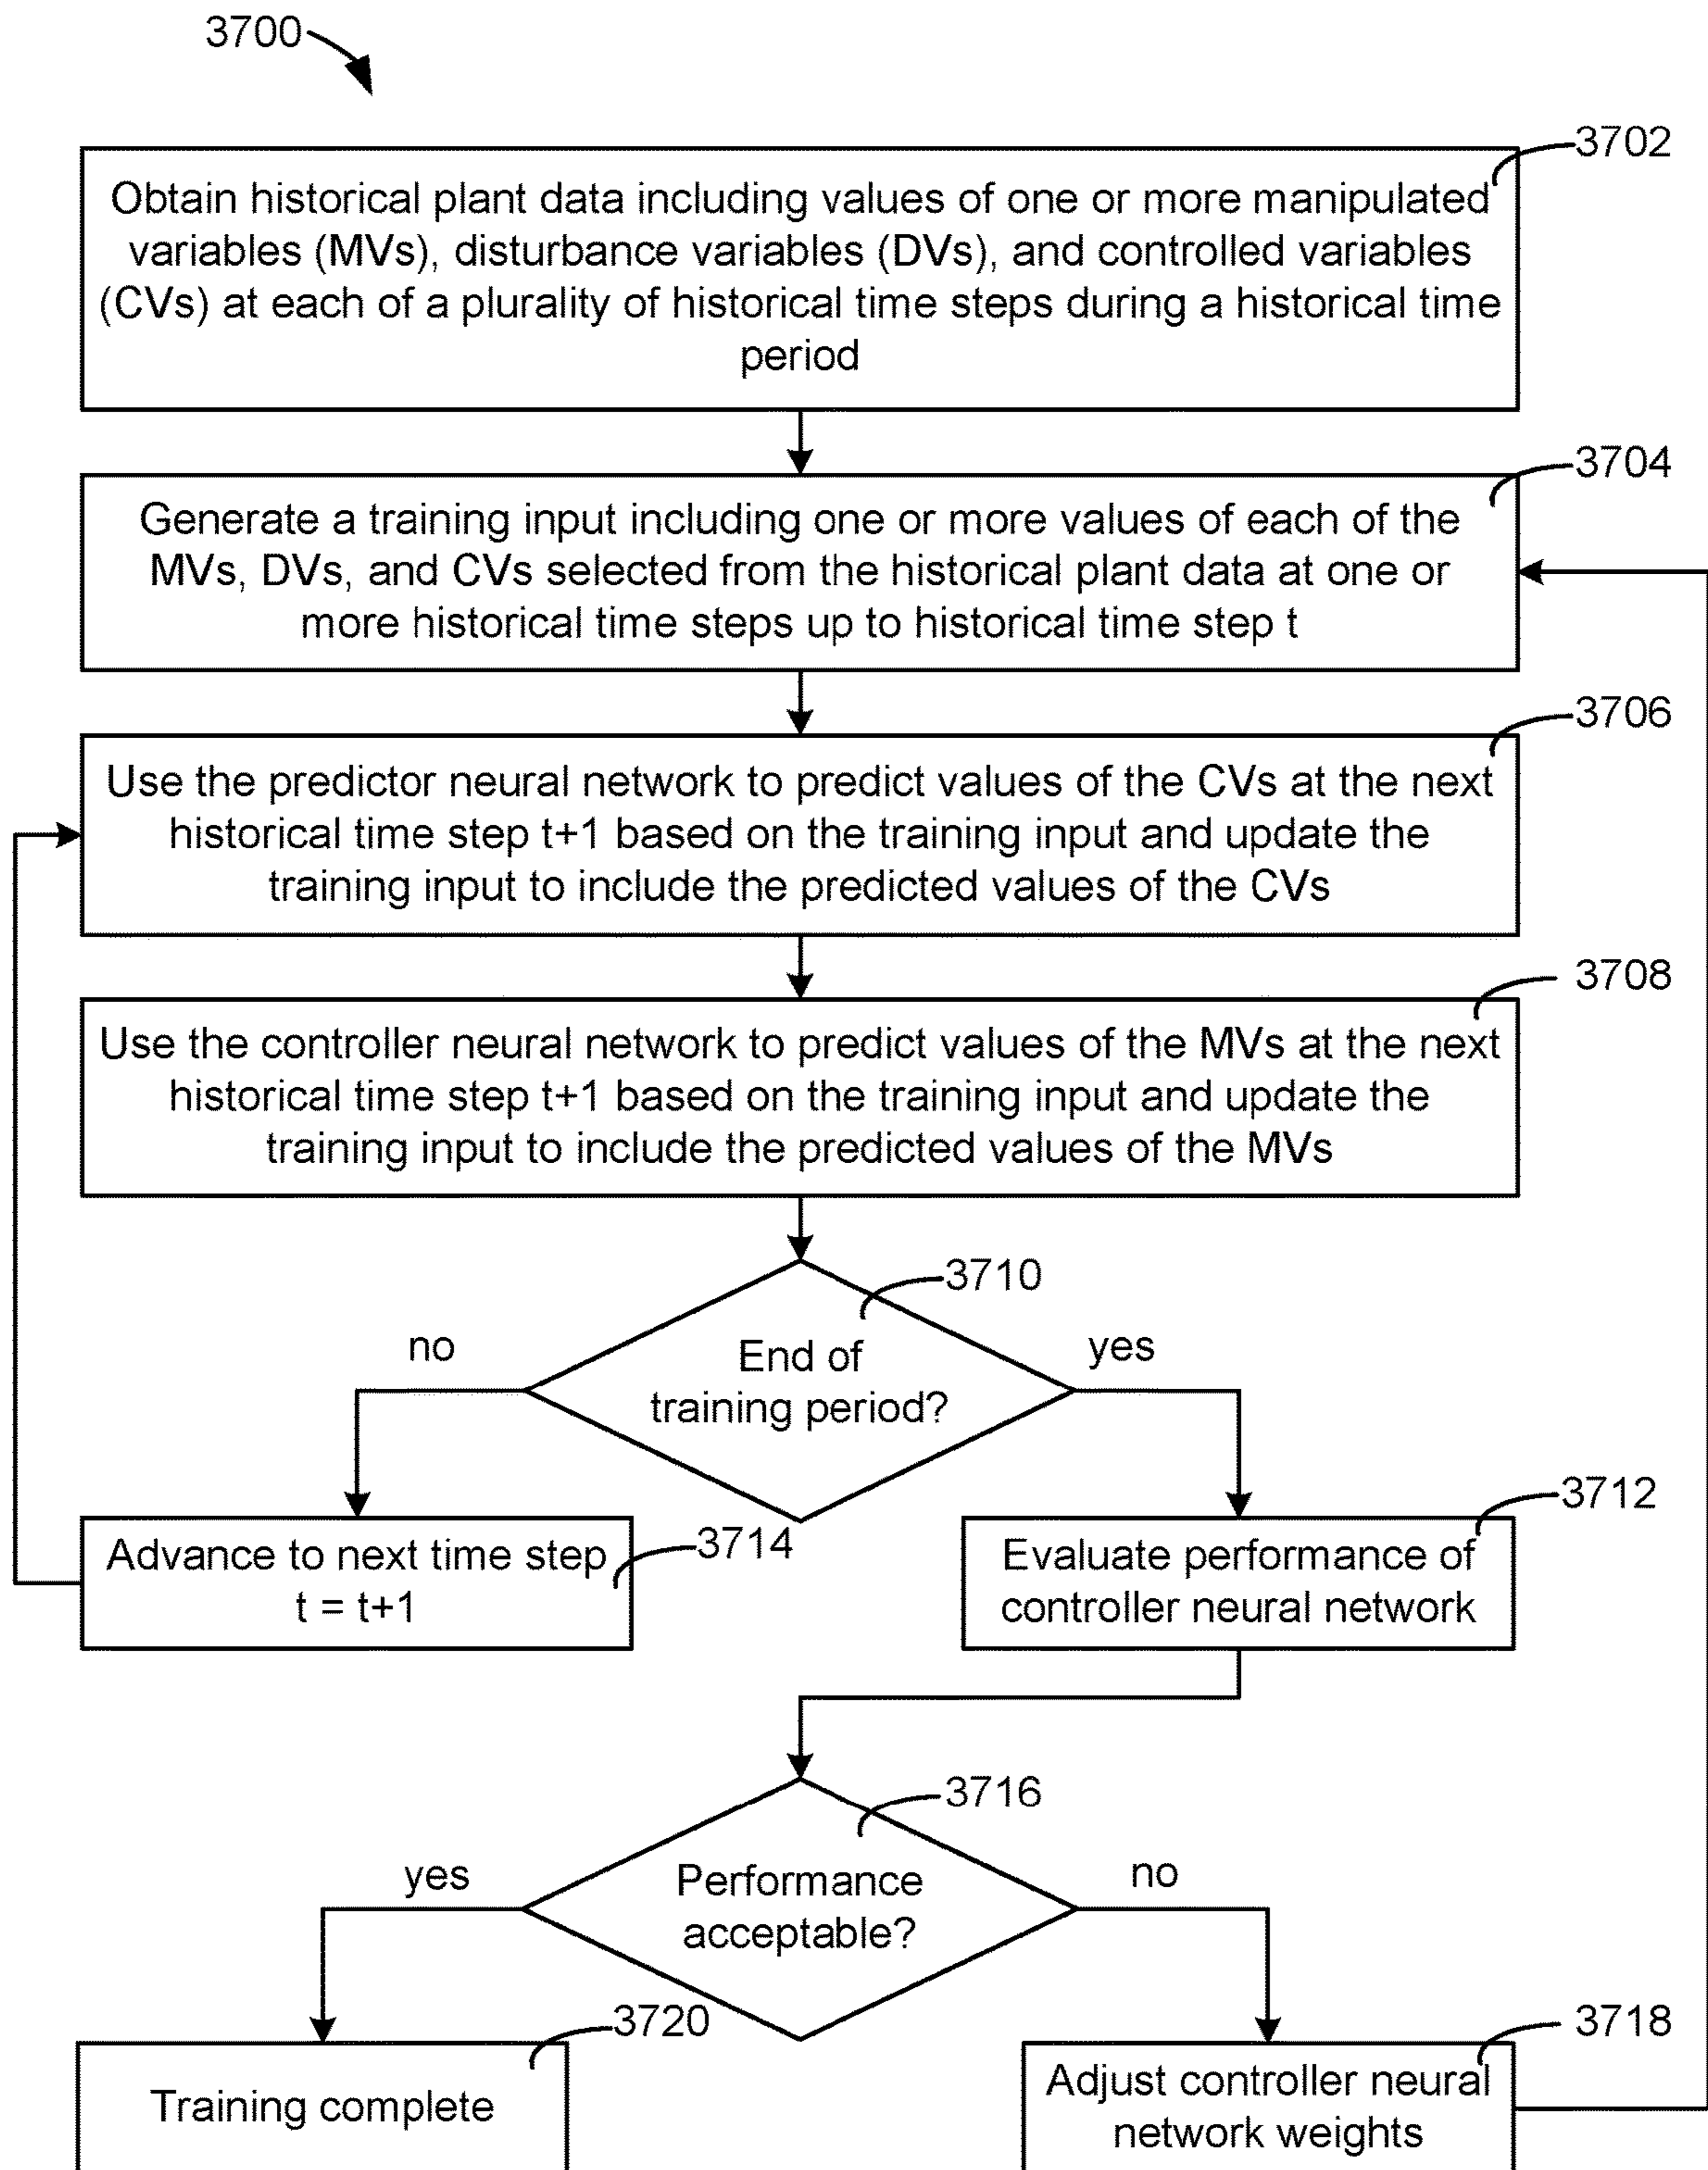 3700
3702
Obtain historical plant data including values of one or more manipulated
variables (MVs), disturbance variables (DVs), and controlled variables
(CVs) at each of a plurality of historical time steps during a historical time
period
3704
Generate a training input including one or more values of each of the
MVs, DVs, and CVs selected from the historical plant data at one or
more historical time steps up to historical time step t
3706
Use the predictor neural network to predict values of the CVs at the next
historical time step t+1 based on the training input and update the
training input to include the predicted values of the CVs
3708
Use the controller neural network to predict values of the MVs at the next
historical time step t+1 based on the training input and update the
training input to include the predicted values of the MVs
3710
no
End of
training period?
yes
3714
Advance to next time step
t = t+1
3712
Evaluate performance of
controller neural network
3716
yes
Performance
acceptable?
no
3720
Training complete
3718
Adjust controller neural
network weights